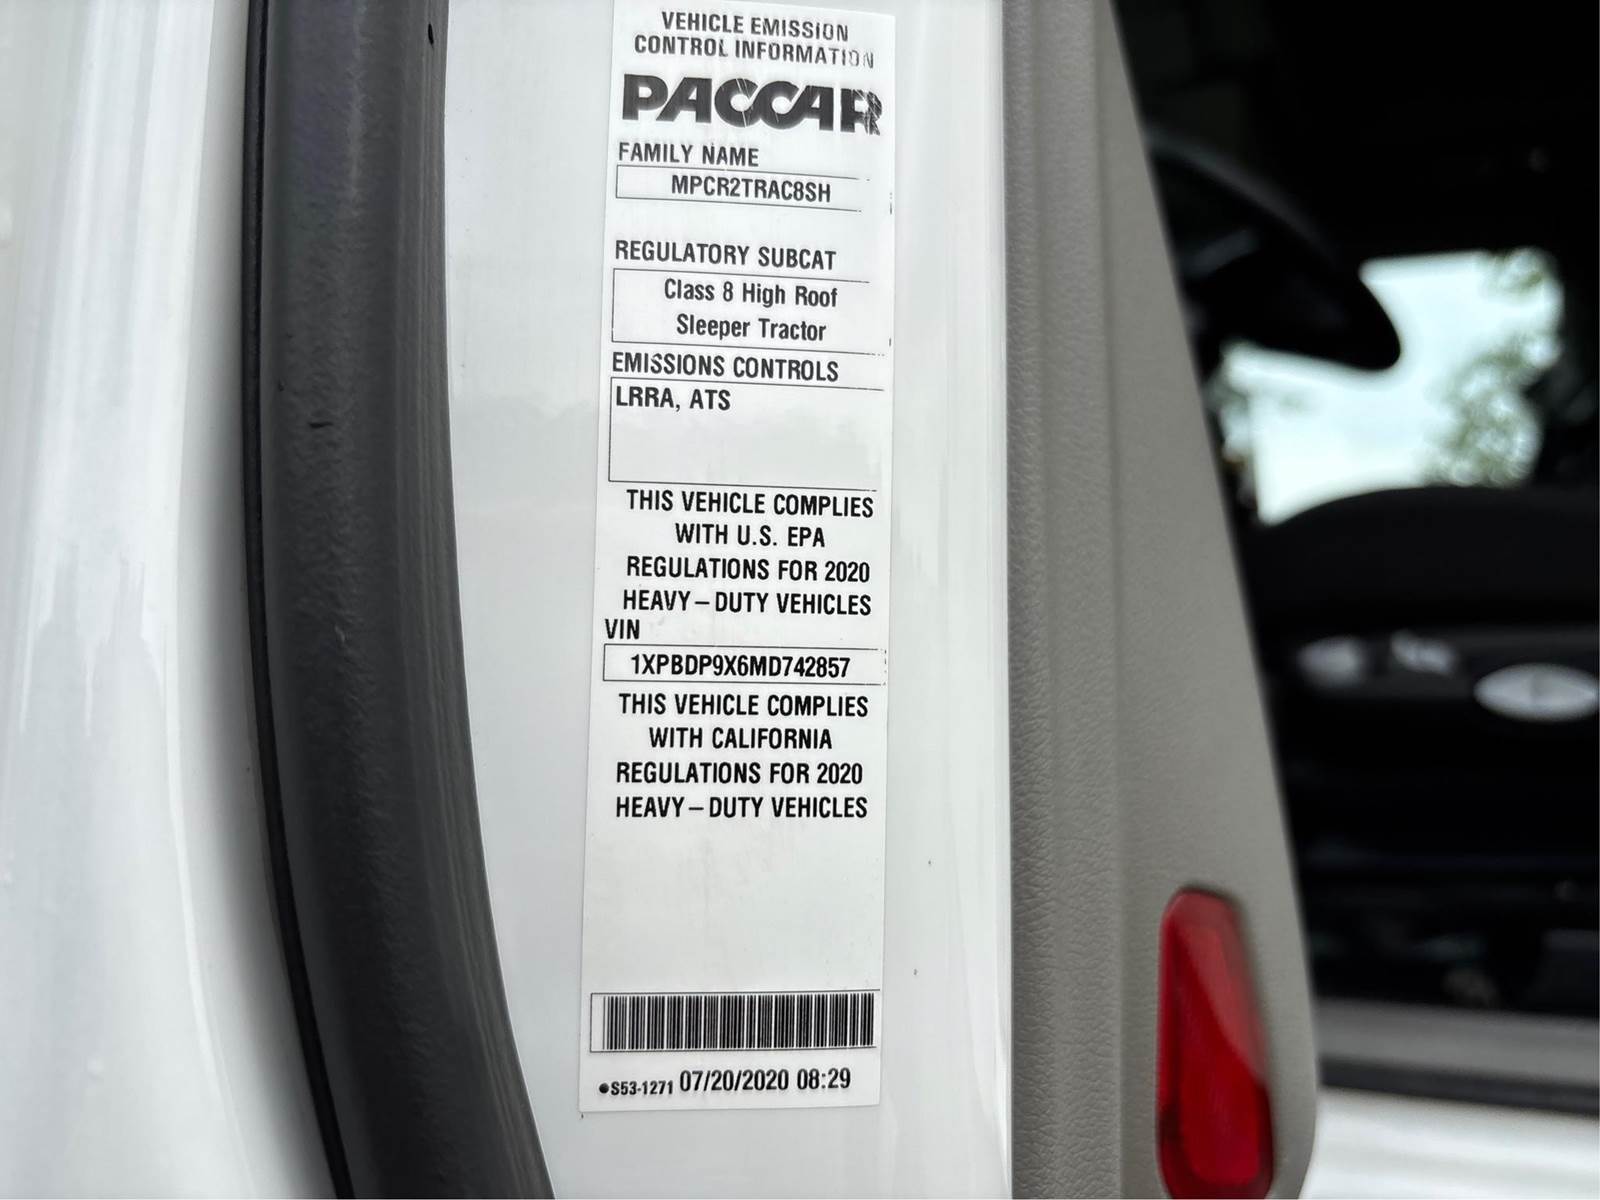 VEHICLE EMISSION
CONTROL INFORMATION
PACCAR
FAMILY NAME
MPCR2TRAC8SH
REGULATORY SUBCAT
Class 8 High Roof
Sleeper Tractor
EMISSIONS CONTROLS
LRRA, ATS
THIS VEHICLE COMPLIES
WITH U.S. EPA
REGULATIONS FOR 2020
HEAVY–DUTY VEHICLES
VIN
1XPBDP9X6MD742857
THIS VEHICLE COMPLIES
WITH CALIFORNIA
REGULATIONS FOR 2020
HEAVY–DUTY VEHICLES
●S53-1271 07/20/2020 08:29